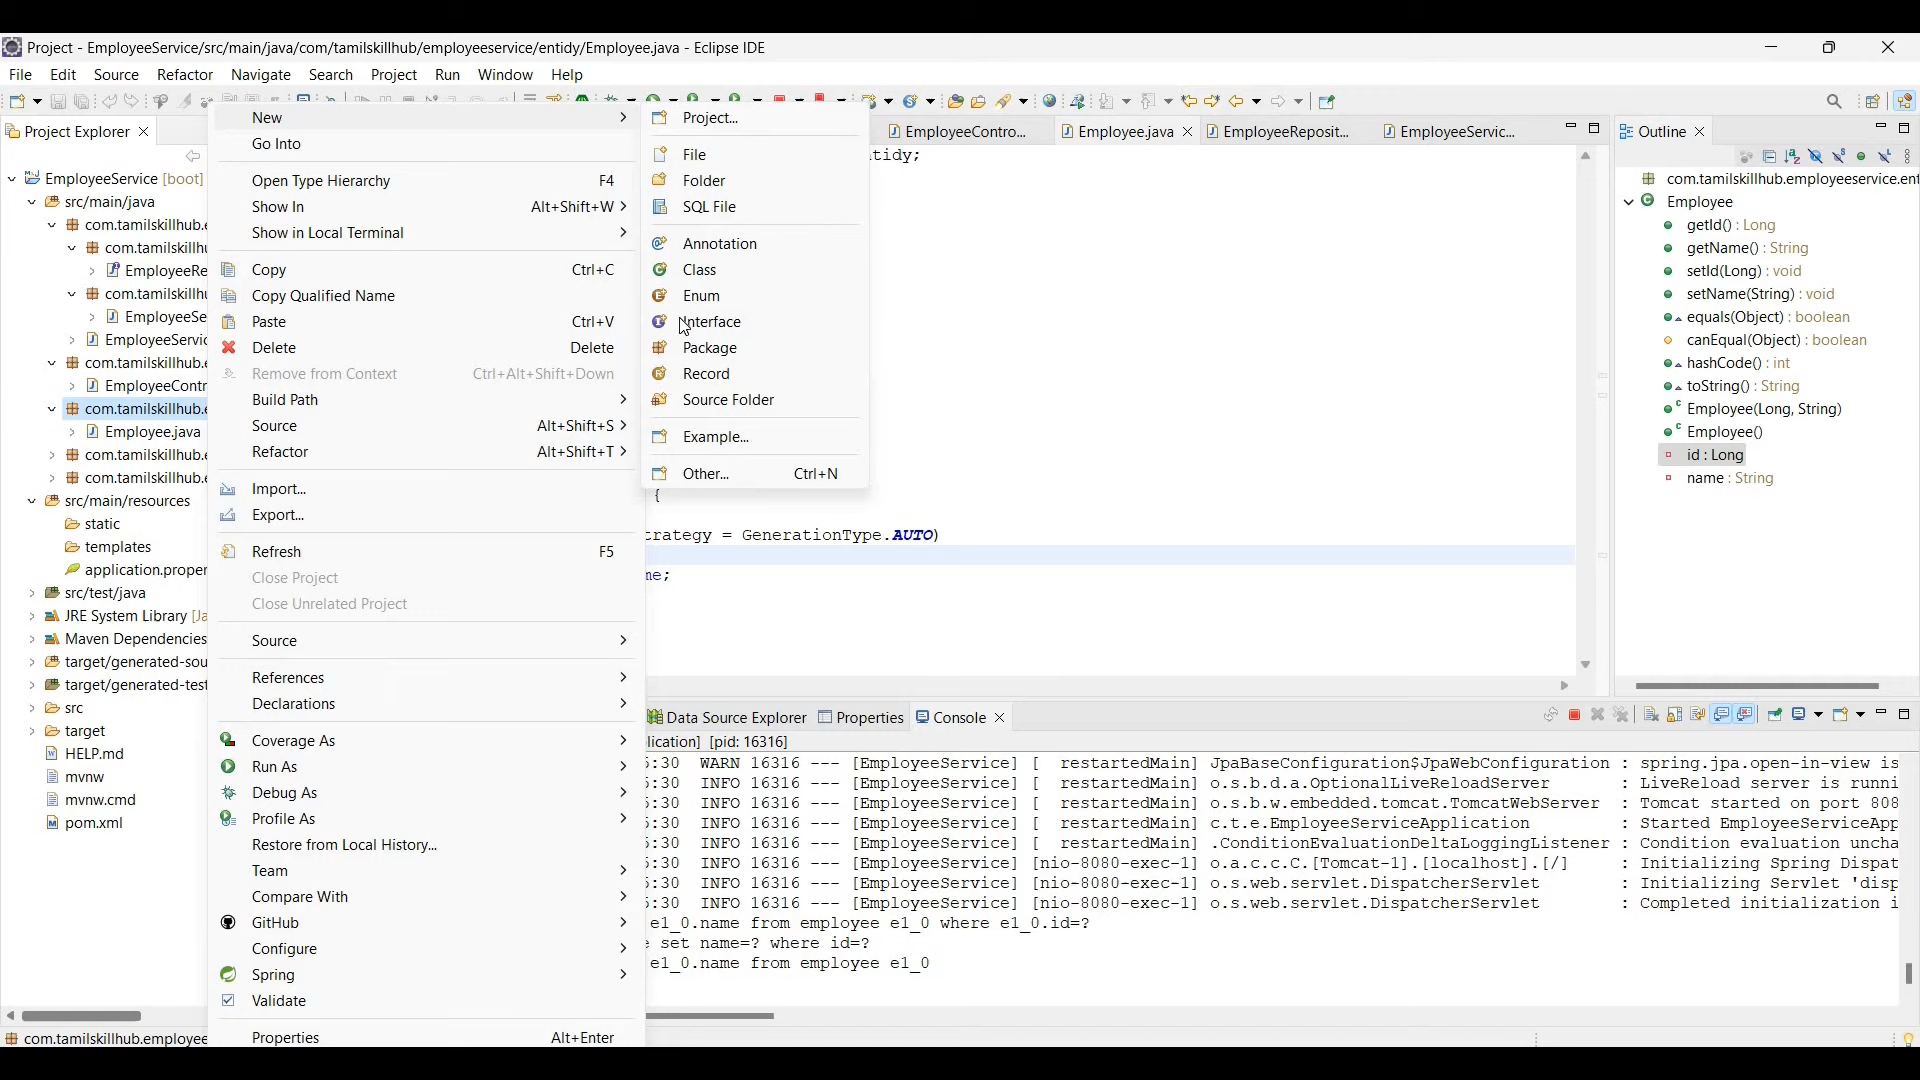 Project - EmployeeService/src/main/java/com/tamilskillhub/employeeservice/entidy/Employee.java - Eclipse IDE
File Edit Source Refactor Navigate Search Project Run Window Help
Project Explorer
EmployeeService [boot]
src/main/java
com.tamilskillhub.e
com.tamilskillhu
EmployeeRe
com.tamilskillhu
EmployeeSe
EmployeeServic
com.tamilskillhub.e
EmployeeContr
com.tamilskillhub.e
Employee.java
com.tamilskillhub.e
com.tamilskillhub.e
src/main/resources
static
templates
application.proper
src/test/java
JRE System Library [Ja
Maven Dependencies
target/generated-sou
target/generated-test
src
target
HELP.md
mvnw
mvnw.cmd
pom.xml
com.tamilskillhub.employee
New
Go Into
Open Type Hierarchy F4
Show In Alt+Shift+W
Show in Local Terminal
Copy Ctrl+C
Copy Qualified Name
Paste Ctrl+V
Delete Delete
Remove from Context Ctrl+Alt+Shift+Down
Build Path
Source Alt+Shift+S
Refactor Alt+Shift+T
Import...
Export...
Refresh F5
Close Project
Close Unrelated Project
Source
References
Declarations
Coverage As
Run As
Debug As
Profile As
Restore from Local History...
Team
Compare With
GitHub
Configure
Spring
Validate
Properties Alt+Enter
Project...
File
Folder
SQL File
Annotation
Class
Enum
Interface
Package
Record
Source Folder
Example...
Other... Ctrl+N
EmployeeContro... Employee.java EmployeeReposit... EmployeeServic...
tidy;
{
trategy = GenerationType.AUTO)
me;
Outline
com.tamilskillhub.employeeservice.ent
Employee
getId() : Long
getName() : String
setId(Long) : void
setName(String) : void
equals(Object) : boolean
canEqual(Object) : boolean
hashCode() : int
toString() : String
Employee(Long, String)
Employee()
id : Long
name : String
Data Source Explorer Properties Console
lication] [pid: 16316]
5:30 WARN 16316 --- [EmployeeService] [ restartedMain] JpaBaseConfiguration$JpaWebConfiguration : spring.jpa.open-in-view is
5:30 INFO 16316 --- [EmployeeService] [ restartedMain] o.s.b.d.a.OptionalLiveReloadServer : LiveReload server is runni
5:30 INFO 16316 --- [EmployeeService] [ restartedMain] o.s.b.w.embedded.tomcat.TomcatWebServer : Tomcat started on port 808
5:30 INFO 16316 --- [EmployeeService] [ restartedMain] c.t.e.EmployeeServiceApplication : Started EmployeeServiceApp
5:30 INFO 16316 --- [EmployeeService] [ restartedMain] .ConditionEvaluationDeltaLoggingListener : Condition evaluation uncha
5:30 INFO 16316 --- [EmployeeService] [nio-8080-exec-1] o.a.c.c.C.[Tomcat-1].[localhost].[/] : Initializing Spring Dispat
5:30 INFO 16316 --- [EmployeeService] [nio-8080-exec-1] o.s.web.servlet.DispatcherServlet : Initializing Servlet 'disp
5:30 INFO 16316 --- [EmployeeService] [nio-8080-exec-1] o.s.web.servlet.DispatcherServlet : Completed initialization i
e1_0.name from employee e1_0 where e1_0.id=?
e set name=? where id=?
e1_0.name from employee e1_0